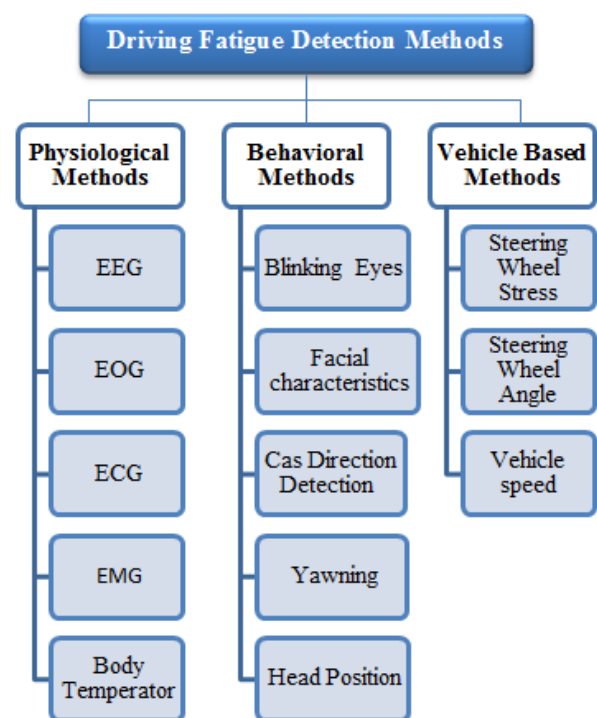 Driving Fatigue Detection Methods
Physiological
Methods
EEG
EOG
ECG
EMG
Body
Temperator
Behavioral
Methods
Blinking Eyes
Facial
characteristics
Cas Direction
Detection
Yawning
Head Position
Vehicle Based
Methods
Steering
Wheel
Stress
Steering
Wheel
Angle
Vehicle
speed